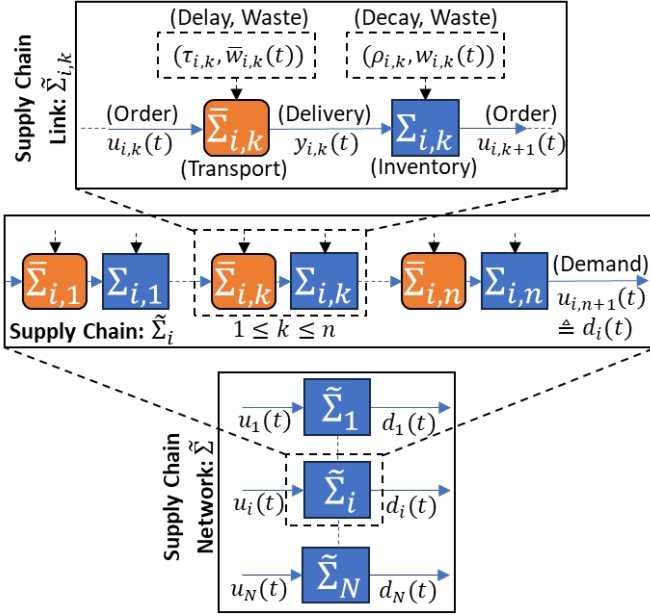 (Delay, Waste) (Decay, Waste)
(τ_{i,k}, w̅_{i,k}(t)) (ρ_{i,k}, w_{i,k}(t))
Supply Chain
Link: Σ̃_{i,k}
(Order) Σ̅_{i,k} (Delivery) Σ_{i,k} (Order)
u_{i,k}(t) y_{i,k}(t) u_{i,k+1}(t)
(Transport) (Inventory)
Σ̅_{i,1} Σ_{i,1} Σ̅_{i,k} Σ_{i,k} Σ̅_{i,n} Σ_{i,n} (Demand)
u_{i,n+1}(t)
Supply Chain: Σ̃_i 1 ≤ k ≤ n ≜ d_i(t)
Supply Chain
Network: Σ̃
u_1(t) Σ̃_1 d_1(t)
u_i(t) Σ̃_i d_i(t)
u_N(t) Σ̃_N d_N(t)